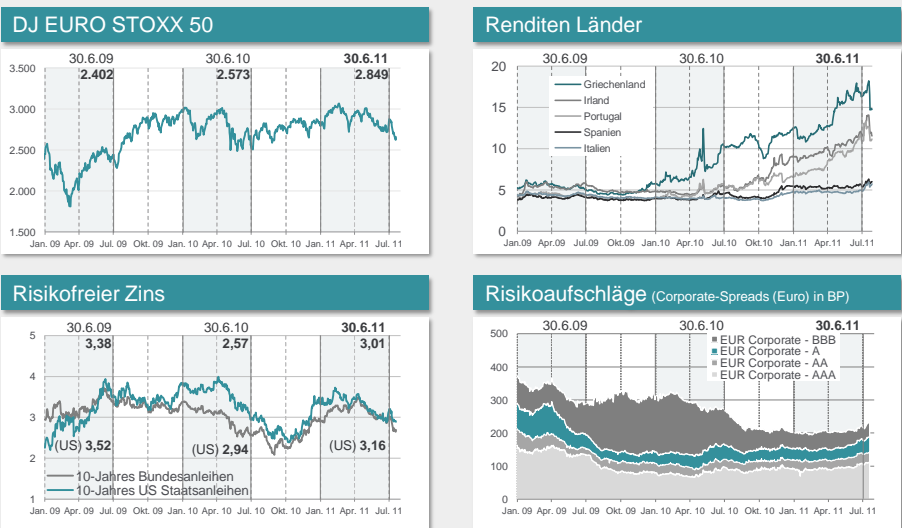 DJ EURO STOXX 50
30.6.09 30.6.10 30.6.11
2.402 2.573 2.849
3.500
3.000
2.500
2.000
1.500
Jan. 09 Apr. 09 Jul. 09 Okt. 09 Jan. 10 Apr. 10 Jul. 10 Okt. 10 Jan. 11 Apr. 11 Jul. 11
Renditen Länder
30.6.09 30.6.10 30.6.11
20
15
10
5
0
Griechenland
Irland
Portugal
Spanien
Italien
Jan.09 Apr.09 Jul.09 Okt.09 Jan.10 Apr.10 Jul.10 Okt.10 Jan.11 Apr.11 Jul.11
Risikofreier Zins
30.6.09 30.6.10 30.6.11
3,38 2,57 3,01
5
4
3
2
1
(US) 3,52 (US) 2,94 (US) 3,16
10-Jahres Bundesanleihen
10-Jahres US Staatsanleihen
Jan. 09 Apr. 09 Jul. 09 Okt. 09 Jan. 10 Apr. 10 Jul. 10 Okt. 10 Jan. 11 Apr. 11 Jul. 11
Risikoaufschläge (Corporate-Spreads (Euro) in BP)
30.6.09 30.6.10 30.6.11
500
400
300
200
100
0
EUR Corporate - BBB
EUR Corporate - A
EUR Corporate - AA
EUR Corporate - AAA
Jan. 09 Apr. 09 Jul. 09 Okt. 09 Jan. 10 Apr. 10 Jul. 10 Okt. 10 Jan. 11 Apr. 11 Jul. 11